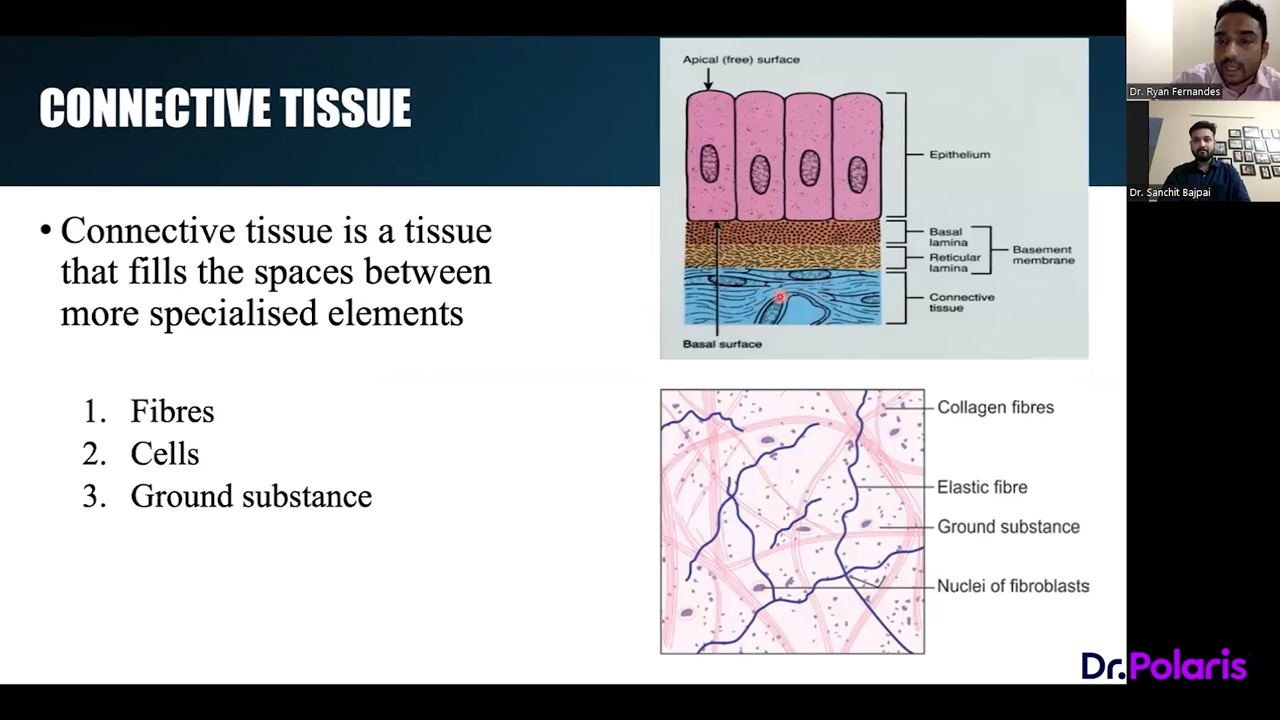 CONNECTIVE TISSUE
• Connective tissue is a tissue
that fills the spaces between
more specialised elements
1. Fibres
2. Cells
3. Ground substance
Apical (free) surface
Epithelium
Basal
lamina
Reticular
lamina
Basement
membrane
Connective
tissue
Basal surface
Collagen fibres
Elastic fibre
Ground substance
Nuclei of fibroblasts
Dr. Ryan Fernandes
Dr. Sanchit Bajpai
Dr.Polaris